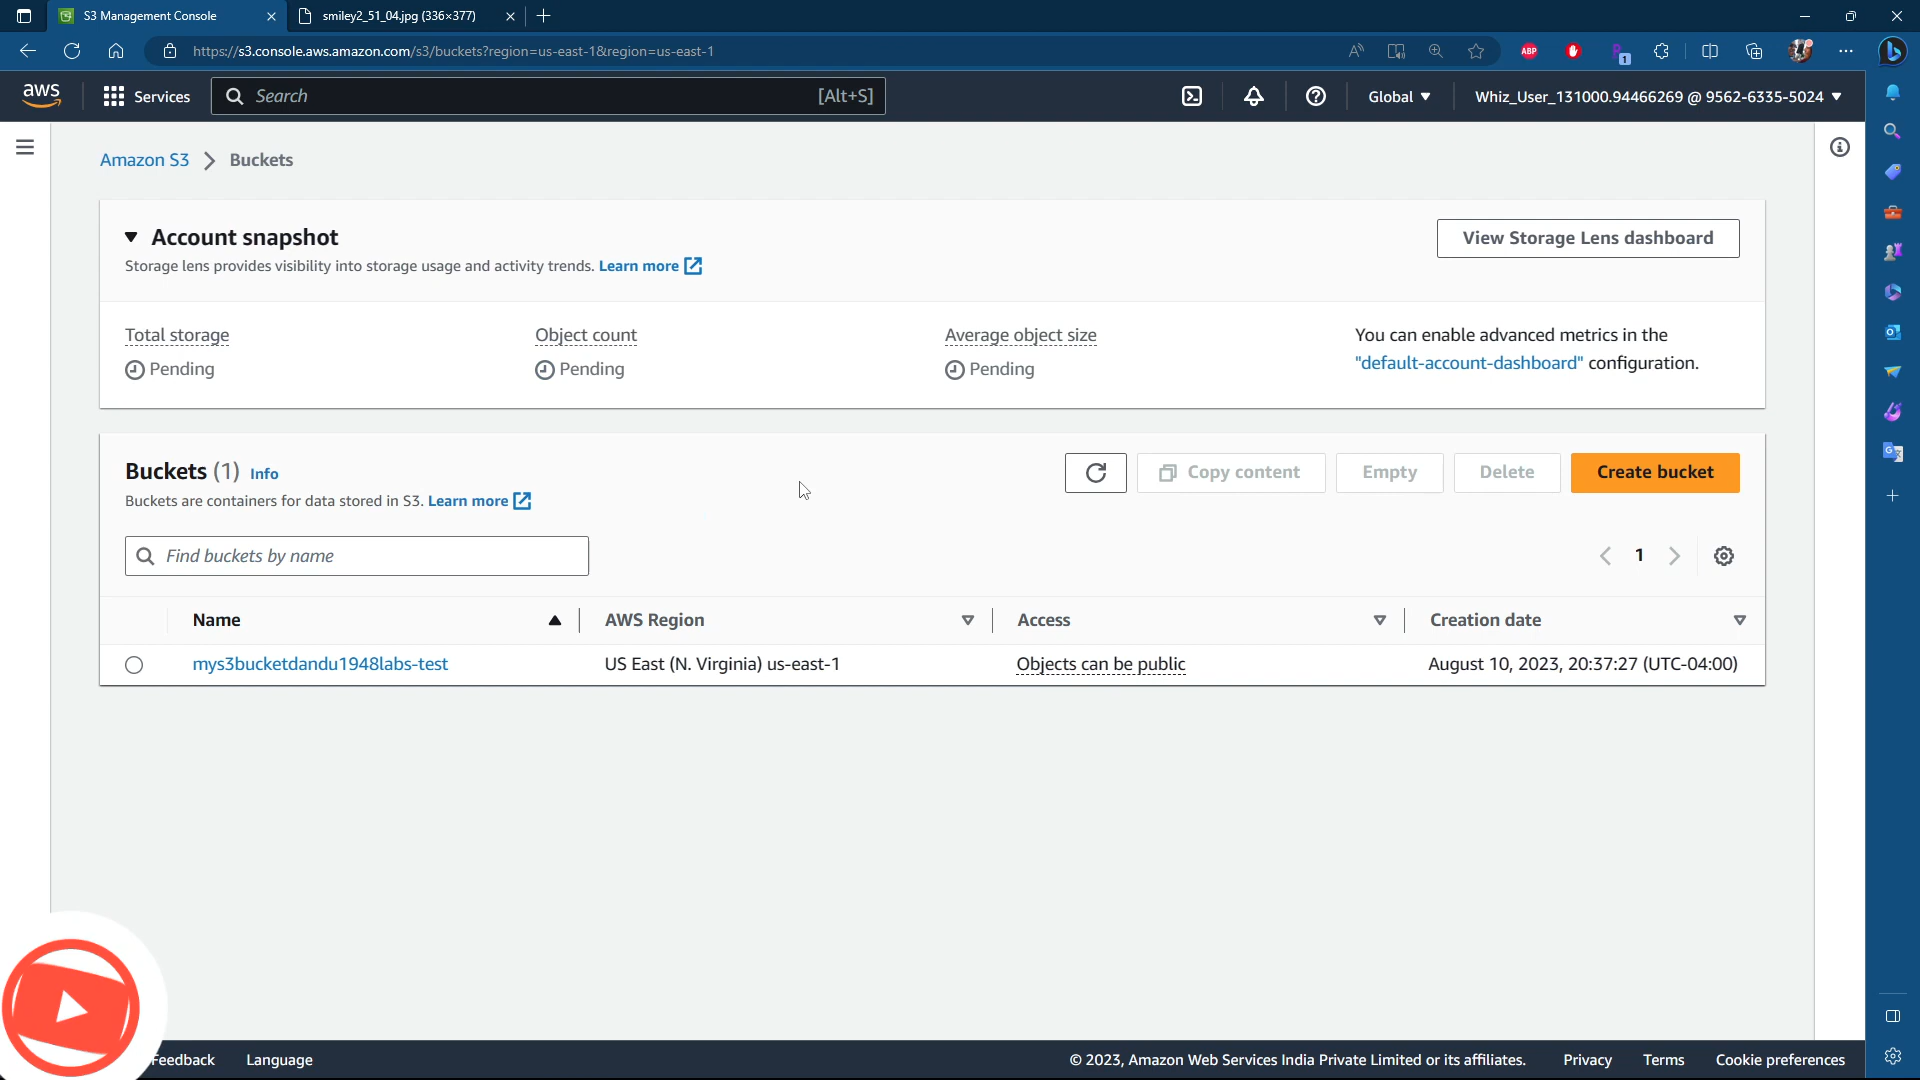 S3 Management Console
smiley2_51_04.jpg (336×377)
https://s3.console.aws.amazon.com/s3/buckets?region=us-east-1&region=us-east-1
ABP
1
aws
Services
Search
[Alt+S]
Global
Whiz_User_131000.94466269 @ 9562-6335-5024
Amazon S3
Buckets
Account snapshot
View Storage Lens dashboard
Storage lens provides visibility into storage usage and activity trends. Learn more
Total storage
Object count
Average object size
You can enable advanced metrics in the
Pending
Pending
Pending
"default-account-dashboard" configuration.
Buckets (1) Info
Copy content
Empty
Delete
Create bucket
Buckets are containers for data stored in S3. Learn more
Find buckets by name
1
Name
AWS Region
Access
Creation date
mys3bucketdandu1948labs-test
US East (N. Virginia) us-east-1
Objects can be public
August 10, 2023, 20:37:27 (UTC-04:00)
Feedback
Language
© 2023, Amazon Web Services India Private Limited or its affiliates.
Privacy
Terms
Cookie preferences